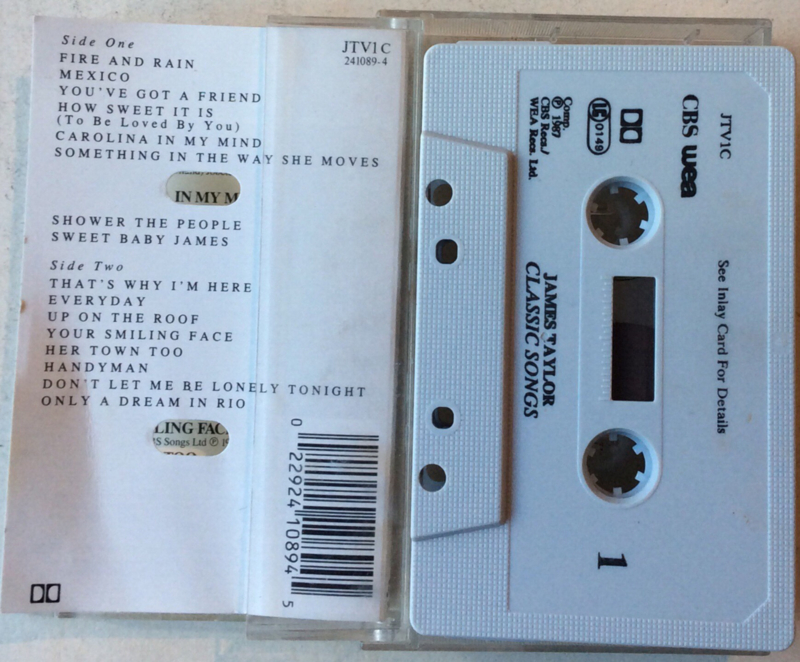 Side One
FIRE AND RAIN
MEXICO
YOU'VE GOT A FRIEND
HOW SWEET IT IS
(To Be Loved By You)
CAROLINA IN MY MIND
SOMETHING IN THE WAY SHE MOVES
IN MY M
SHOWER THE PEOPLE
SWEET BABY JAMES
Side Two
THAT'S WHY I'M HERE
EVERYDAY
UP ON THE ROOF
YOUR SMILING FACE
HER TOWN TOO
HANDYMAN
DON'T LET ME BE LONELY TONIGHT
ONLY A DREAM IN RIO
LING FAC
S Songs Ltd ℗ 19
TOO
JTV1C
241089-4
0 22924 10894 5
JTV1C
See Inlay Card For Details
CBS wea
LC 0149
Comp.
℗ 1987
CBS Recs./
WEA Recs. Ltd.
JAMES TAYLOR
CLASSIC SONGS
1